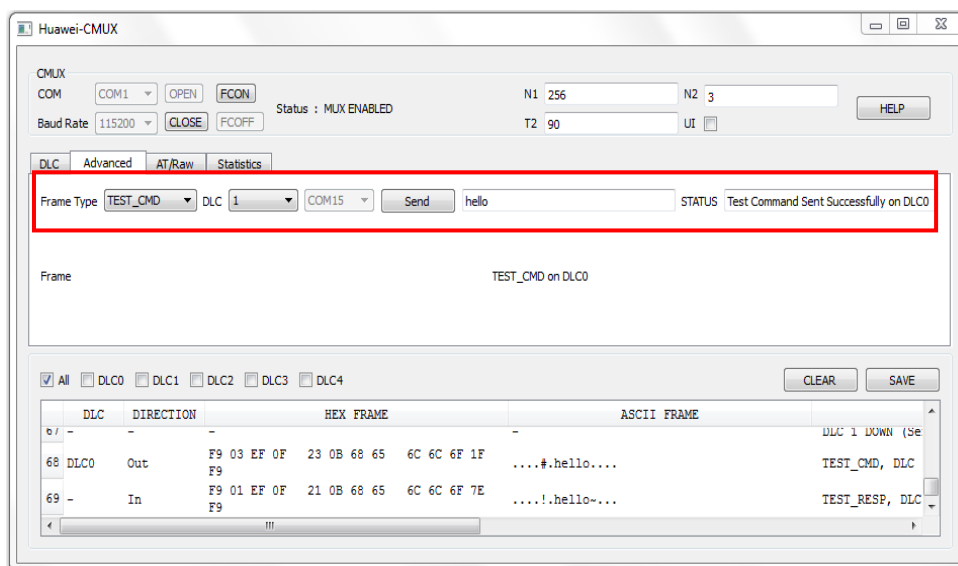 Huawei-CMUX
CMUX
COM COM1 OPEN FCON Status : MUX ENABLED N1 256 N2 3 HELP
Baud Rate 115200 CLOSE FCOFF T2 90 UI
DLC Advanced AT/Raw Statistics
Frame Type TEST_CMD DLC 1 COM15 Send hello STATUS Test Command Sent Successfully on DLC0
Frame TEST_CMD on DLC0
All DLC0 DLC1 DLC2 DLC3 DLC4 CLEAR SAVE
DLC DIRECTION HEX FRAME ASCII FRAME
67 - - - - DLC 1 DOWN (Se
68 DLC0 Out F9 03 EF 0F 23 0B 68 65 6C 6C 6F 1F ....#.hello.... TEST_CMD, DLC
F9
69 - In F9 01 EF 0F 21 0B 68 65 6C 6C 6F 7E ....!.hello~... TEST_RESP, DLC
F9